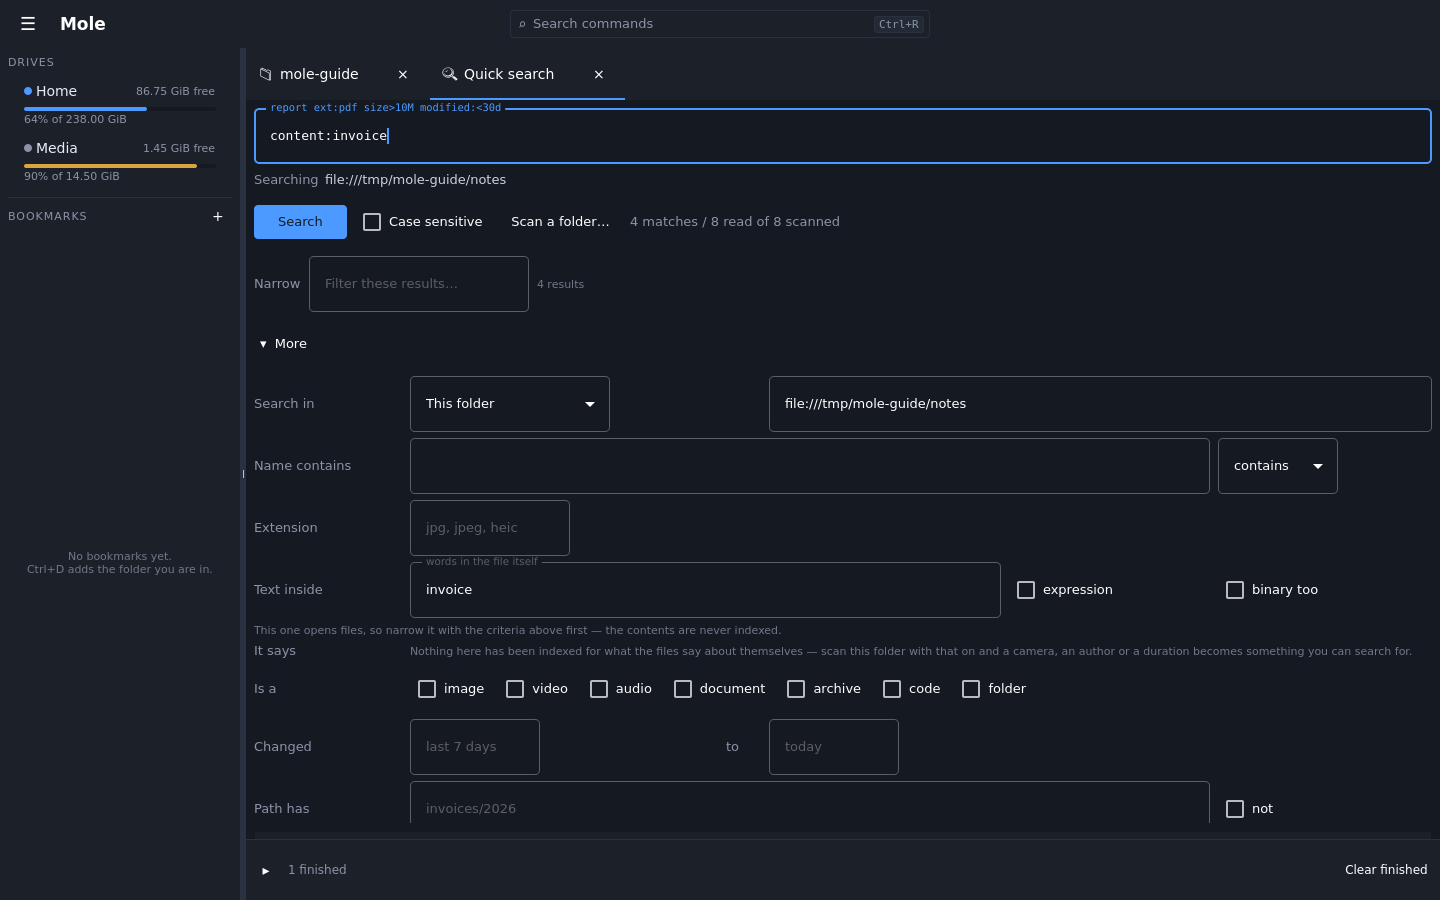 ☰ Mole
Search commands Ctrl+R
DRIVES
Home 86.75 GiB free
64% of 238.00 GiB
Media 1.45 GiB free
90% of 14.50 GiB
BOOKMARKS +
No bookmarks yet.
Ctrl+D adds the folder you are in.
mole-guide ×
Quick search ×
report ext:pdf size>10M modified:<30d
content:invoice
Searching file:///tmp/mole-guide/notes
Search Case sensitive Scan a folder… 4 matches / 8 read of 8 scanned
Narrow Filter these results… 4 results
▾ More
Search in This folder file:///tmp/mole-guide/notes
Name contains contains
Extension jpg, jpeg, heic
words in the file itself
Text inside invoice expression binary too
This one opens files, so narrow it with the criteria above first — the contents are never indexed.
It says Nothing here has been indexed for what the files say about themselves — scan this folder with that on and a camera, an author or a duration becomes something you can search for.
Is a image video audio document archive code folder
Changed last 7 days to today
Path has invoices/2026 not
▸ 1 finished Clear finished